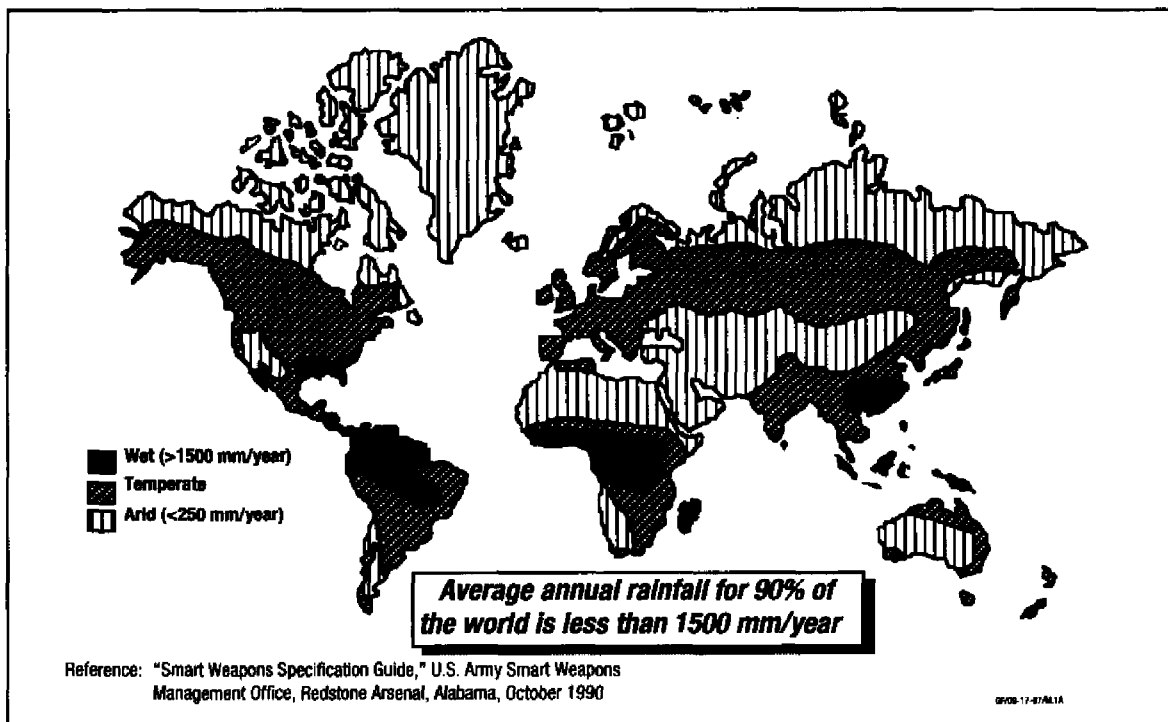 Wet (>1500 mm/year)
Temperate
Arid (<250 mm/year)
Average annual rainfall for 90% of
the world is less than 1500 mm/year
Reference: "Smart Weapons Specification Guide," U.S. Army Smart Weapons
Management Office, Redstone Arsenal, Alabama, October 1990